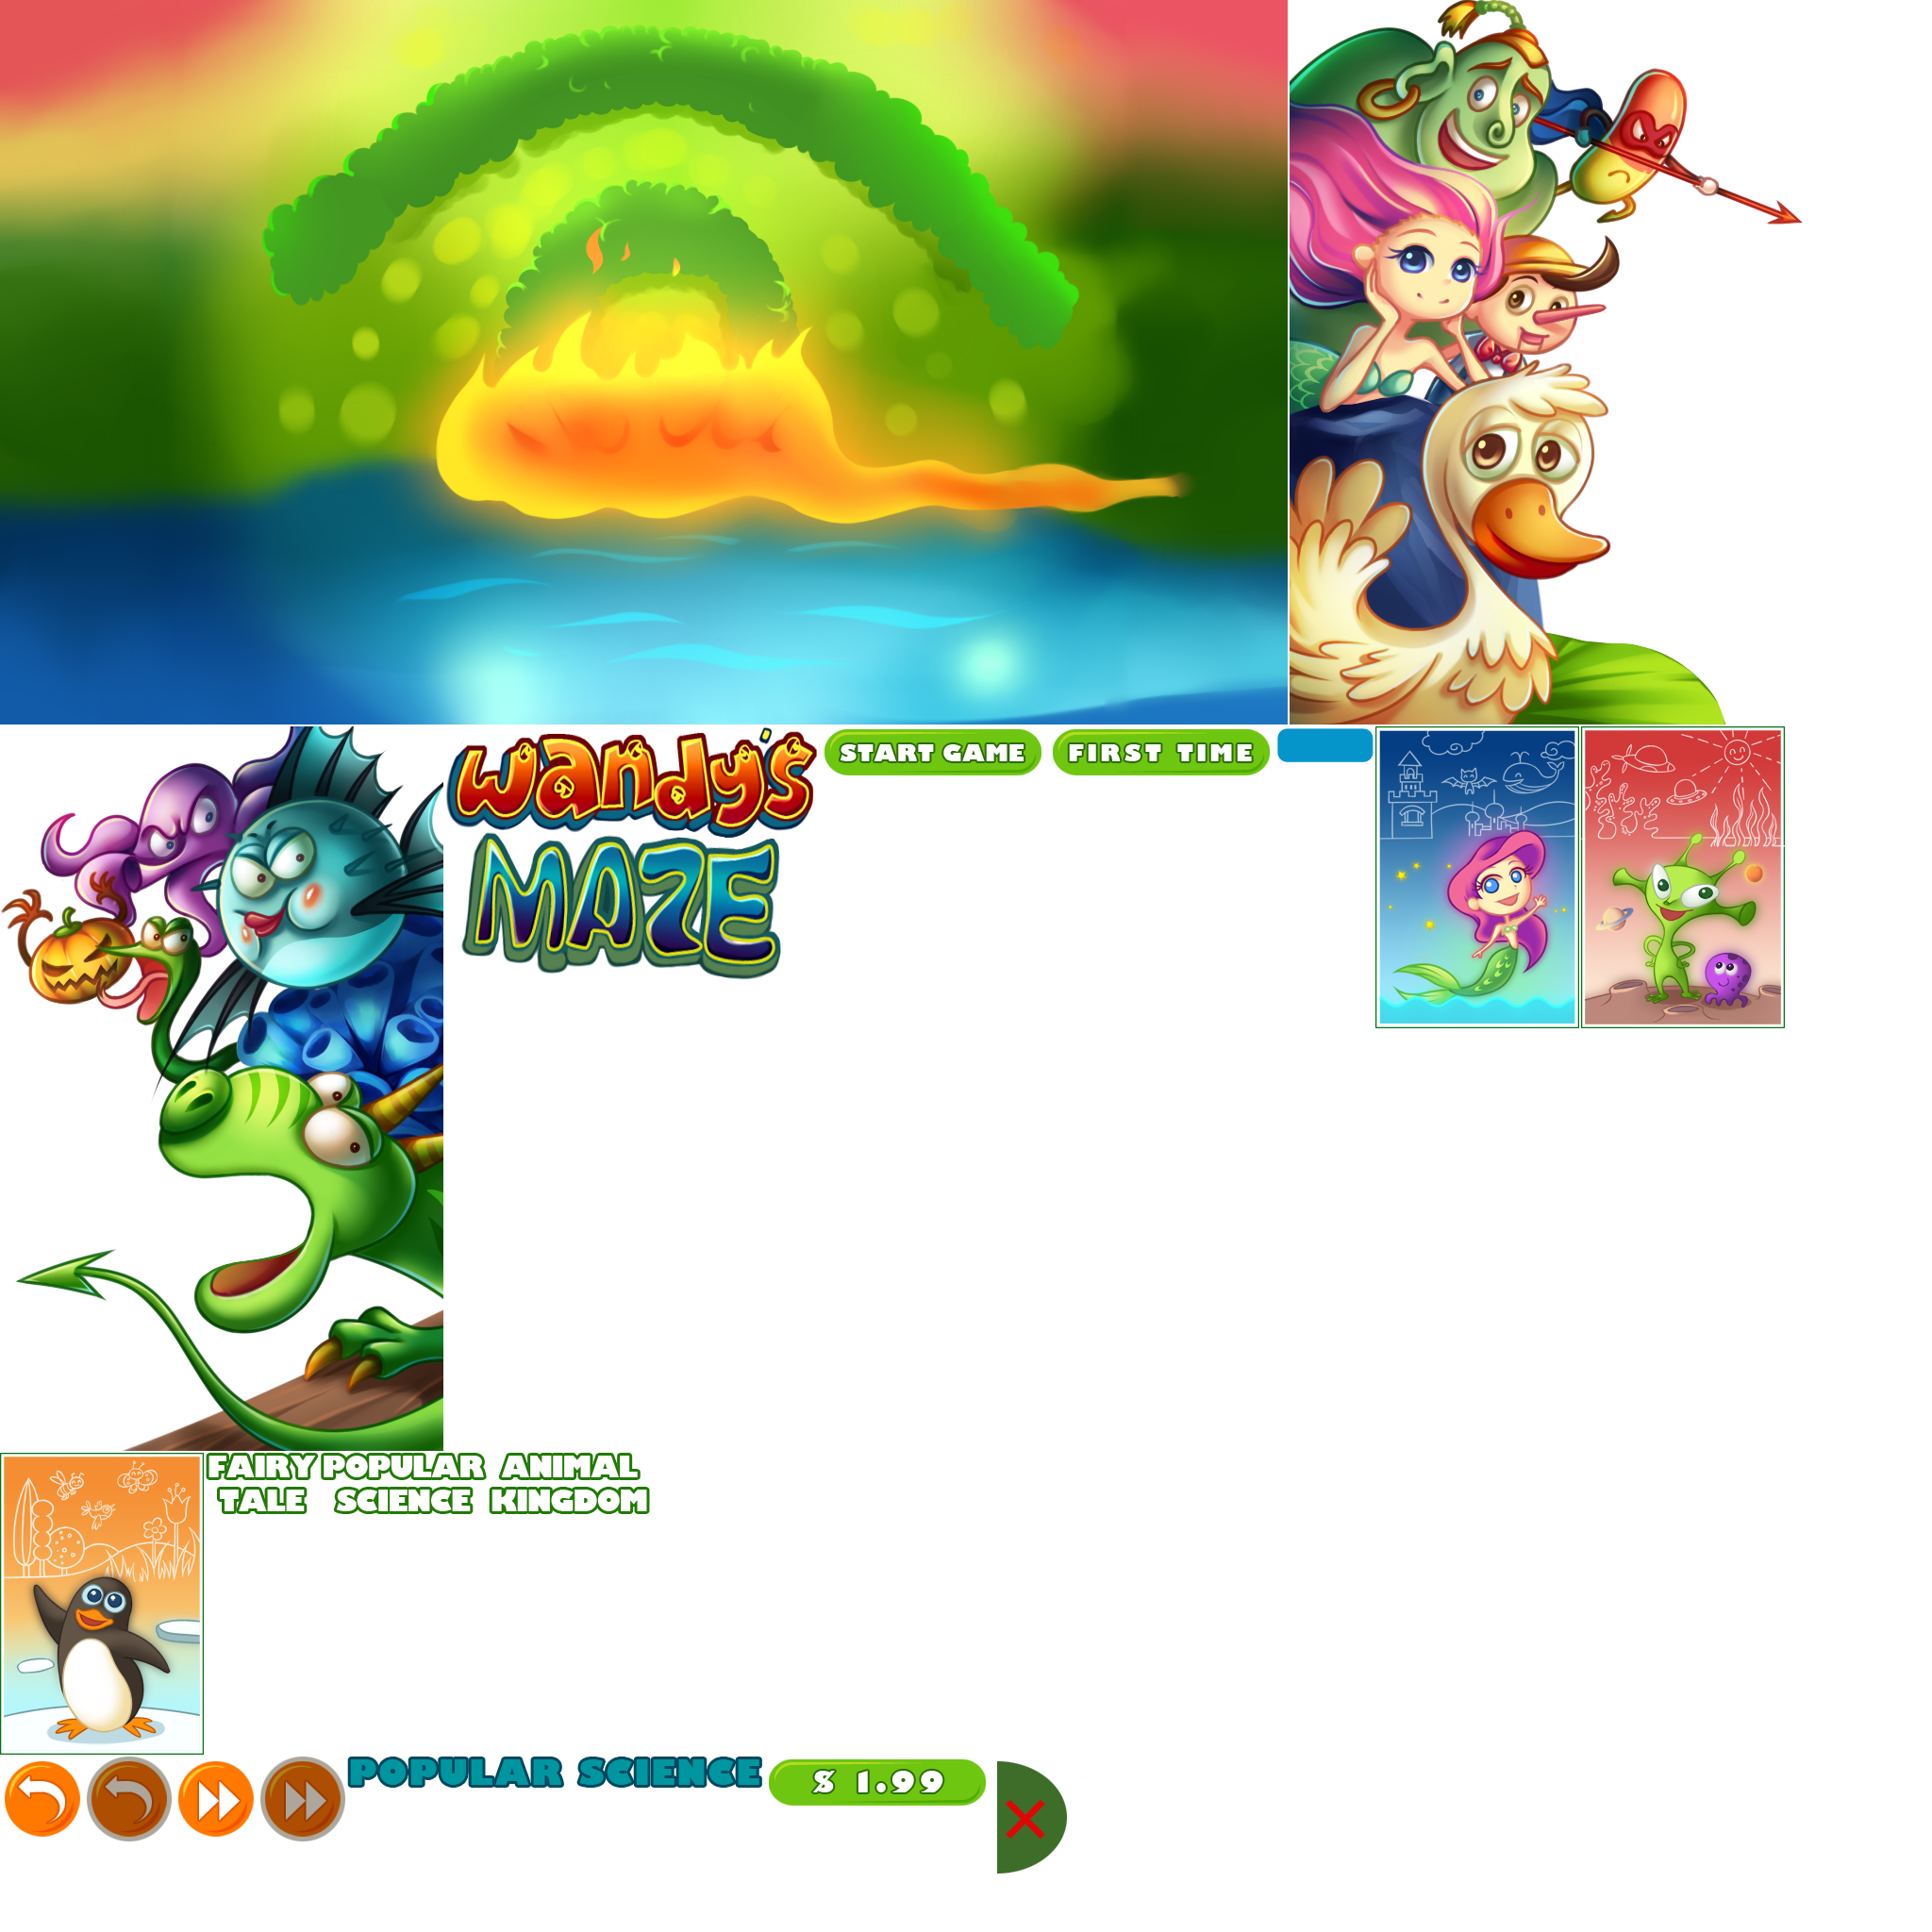 wandy's
MAZE
START GAME
FIRST TIME
FAIRY TALE
POPULAR SCIENCE
ANIMAL KINGDOM
POPULAR SCIENCE
$ 1.99